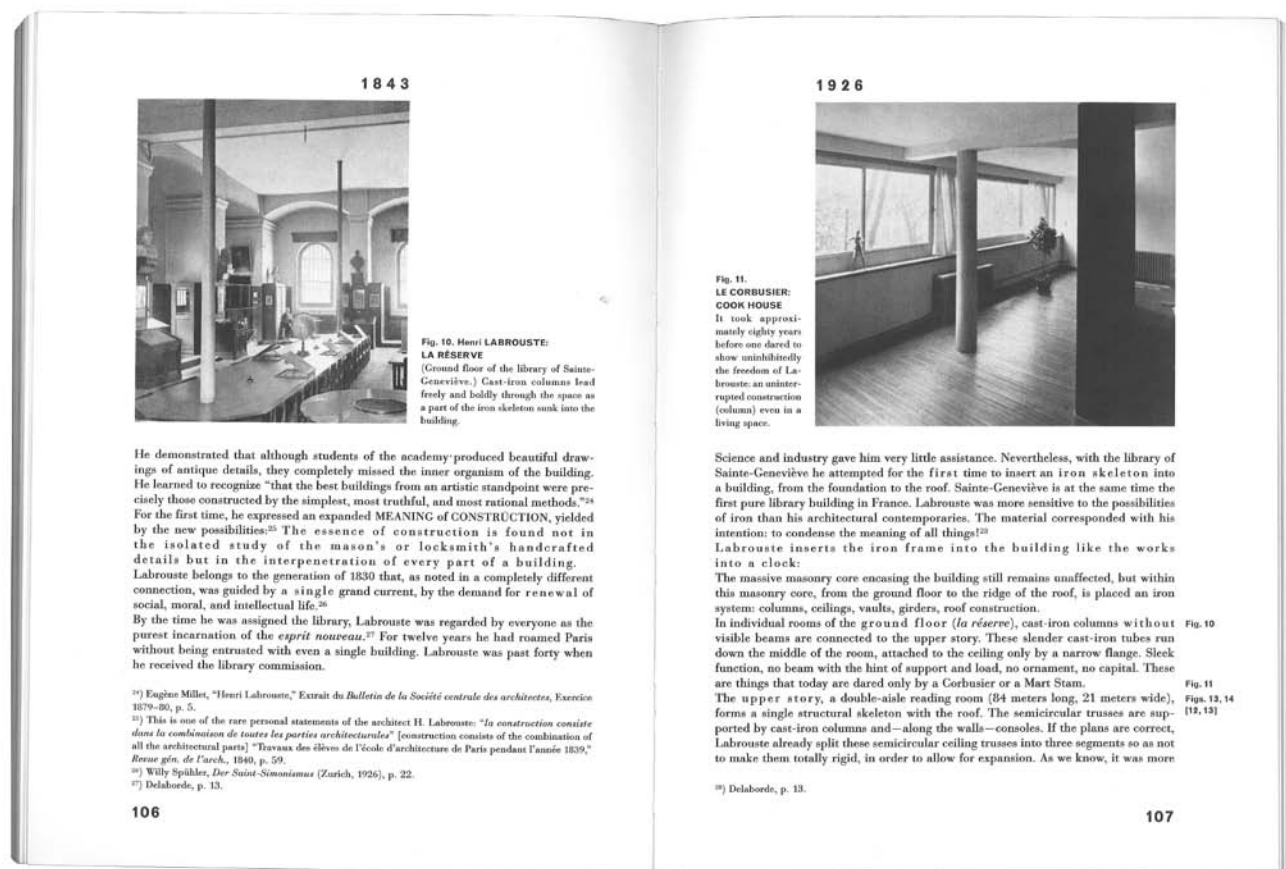 1843
Fig. 10. Henri LABROUSTE:
LA RÉSERVE
(Ground floor of the library of Sainte-
Geneviève.) Cast-iron columns lead
freely and boldly through the space as
a part of the iron skeleton sunk into the
building.
He demonstrated that although students of the academy produced beautiful draw-
ings of antique details, they completely missed the inner organism of the building.
He learned to recognize "that the best buildings from an artistic standpoint were pre-
cisely those constructed by the simplest, most truthful, and most rational methods."24
For the first time, he expressed an expanded MEANING of CONSTRUCTION, yielded
by the new possibilities:25 The essence of construction is found not in
the isolated study of the mason's or locksmith's handcrafted
details but in the interpenetration of every part of a building.
Labrouste belongs to the generation of 1830 that, as noted in a completely different
connection, was guided by a single grand current, by the demand for renewal of
social, moral, and intellectual life.26
By the time he was assigned the library, Labrouste was regarded by everyone as the
purest incarnation of the esprit nouveau.27 For twelve years he had roamed Paris
without being entrusted with even a single building. Labrouste was past forty when
he received the library commission.
24) Eugène Millet, "Henri Labrouste," Extrait du Bulletin de la Société centrale des architectes, Exercice
1879–80, p. 5.
25) This is one of the rare personal statements of the architect H. Labrouste: "la construction consiste
dans la combinaison de toutes les parties architecturales" [construction consists of the combination of
all the architectural parts] "Travaux des élèves de l'école d'architecture de Paris pendant l'année 1839,"
Revue gén. de l'arch., 1840, p. 59.
26) Willy Spühler, Der Saint-Simonismus (Zurich, 1926), p. 22.
27) Delaborde, p. 13.
106
1926
Fig. 11.
LE CORBUSIER:
COOK HOUSE
It took approxi-
mately eighty years
before one dared to
show uninhibitedly
the freedom of La-
brouste: an uninter-
rupted construction
(column) even in a
living space.
Science and industry gave him very little assistance. Nevertheless, with the library of
Sainte-Geneviève he attempted for the first time to insert an iron skeleton into
a building, from the foundation to the roof. Sainte-Geneviève is at the same time the
first pure library building in France. Labrouste was more sensitive to the possibilities
of iron than his architectural contemporaries. The material corresponded with his
intention: to condense the meaning of all things!28
Labrouste inserts the iron frame into the building like the works
into a clock:
The massive masonry core encasing the building still remains unaffected, but within
this masonry core, from the ground floor to the ridge of the roof, is placed an iron
system: columns, ceilings, vaults, girders, roof construction.
In individual rooms of the ground floor (la réserve), cast-iron columns without Fig. 10
visible beams are connected to the upper story. These slender cast-iron tubes run
down the middle of the room, attached to the ceiling only by a narrow flange. Sleek
function, no beam with the hint of support and load, no ornament, no capital. These
are things that today are dared only by a Corbusier or a Mart Stam. Fig. 11
The upper story, a double-aisle reading room (84 meters long, 21 meters wide), Figs. 13, 14
forms a single structural skeleton with the roof. The semicircular trusses are sup- [12, 13]
ported by cast-iron columns and—along the walls—consoles. If the plans are correct,
Labrouste already split these semicircular ceiling trusses into three segments so as not
to make them totally rigid, in order to allow for expansion. As we know, it was more
28) Delaborde, p. 13.
107